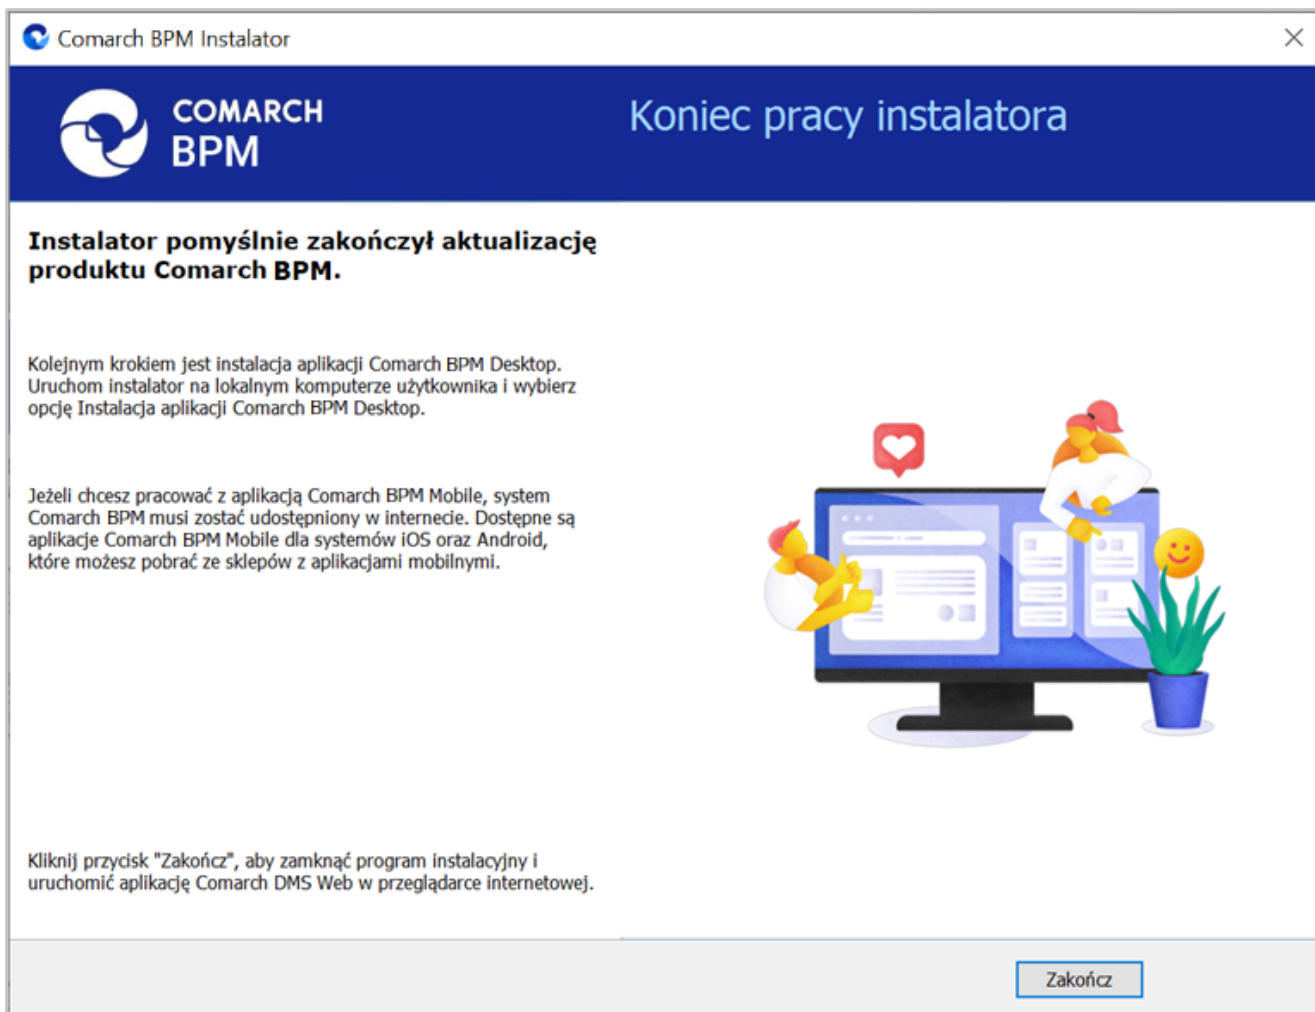 Comarch BPM Instalator
COMARCH
BPM
Koniec pracy instalatora
Instalator pomyślnie zakończył aktualizację
produktu Comarch BPM.
Kolejnym krokiem jest instalacja aplikacji Comarch BPM Desktop.
Uruchom instalator na lokalnym komputerze użytkownika i wybierz
opcję Instalacja aplikacji Comarch BPM Desktop.
Jeżeli chcesz pracować z aplikacją Comarch BPM Mobile, system
Comarch BPM musi zostać udostępniony w internecie. Dostępne są
aplikacje Comarch BPM Mobile dla systemów iOS oraz Android,
które możesz pobrać ze sklepów z aplikacjami mobilnymi.
Kliknij przycisk "Zakończ", aby zamknąć program instalacyjny i
uruchomić aplikację Comarch DMS Web w przeglądarce internetowej.
Zakończ